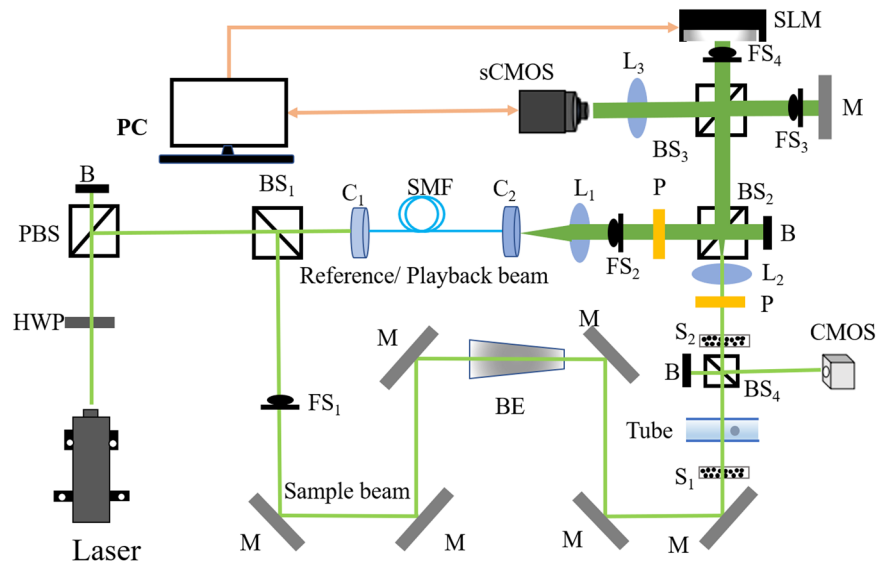 SLM
FS₄
sCMOS
L₃
PC
M
FS₃
BS₃
B
BS₁
C₁
SMF
C₂
L₁
P
BS₂
PBS
B
FS₂
Reference/ Playback beam
L₂
HWP
P
M
M
S₂
CMOS
B
BS₄
FS₁
BE
Tube
Sample beam
S₁
M
M
M
M
Laser